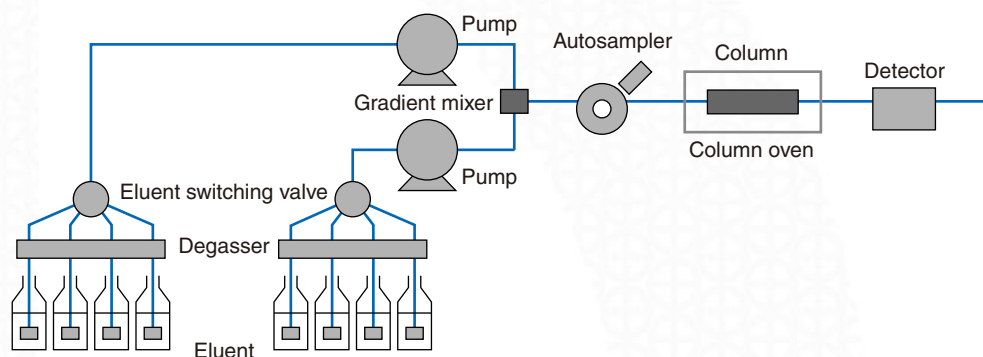 Pump
Autosampler
Column
Detector
Gradient mixer
Column oven
Pump
Eluent switching valve
Degasser
Eluent